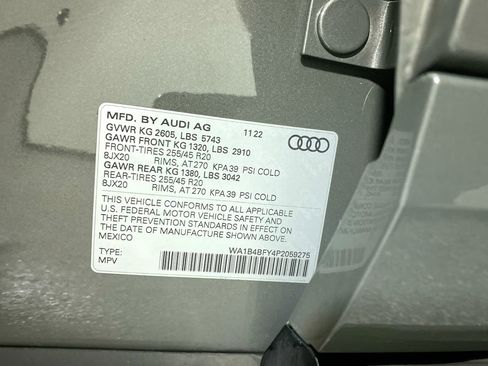 MFD. BY AUDI AG 11 22
GVWR KG 2605, LBS 5743
GAWR FRONT KG 1320, LBS 2910
FRONT-TIRES 255/45 R20
8JX20 RIMS, AT 270 KPA 39 PSI COLD
GAWR REAR KG 1380, LBS 3042
REAR-TIRES 255/45 R20
8JX20 RIMS, AT 270 KPA 39 PSI COLD
THIS VEHICLE CONFORMS TO ALL APPLICABLE
U.S. FEDERAL MOTOR VEHICLE SAFETY AND
THEFT PREVENTION STANDARDS IN EFFECT ON
THE DATE OF MANUFACTURE SHOWN ABOVE.
MEXICO
WA1B4BFY4P2059275
TYPE:
MPV